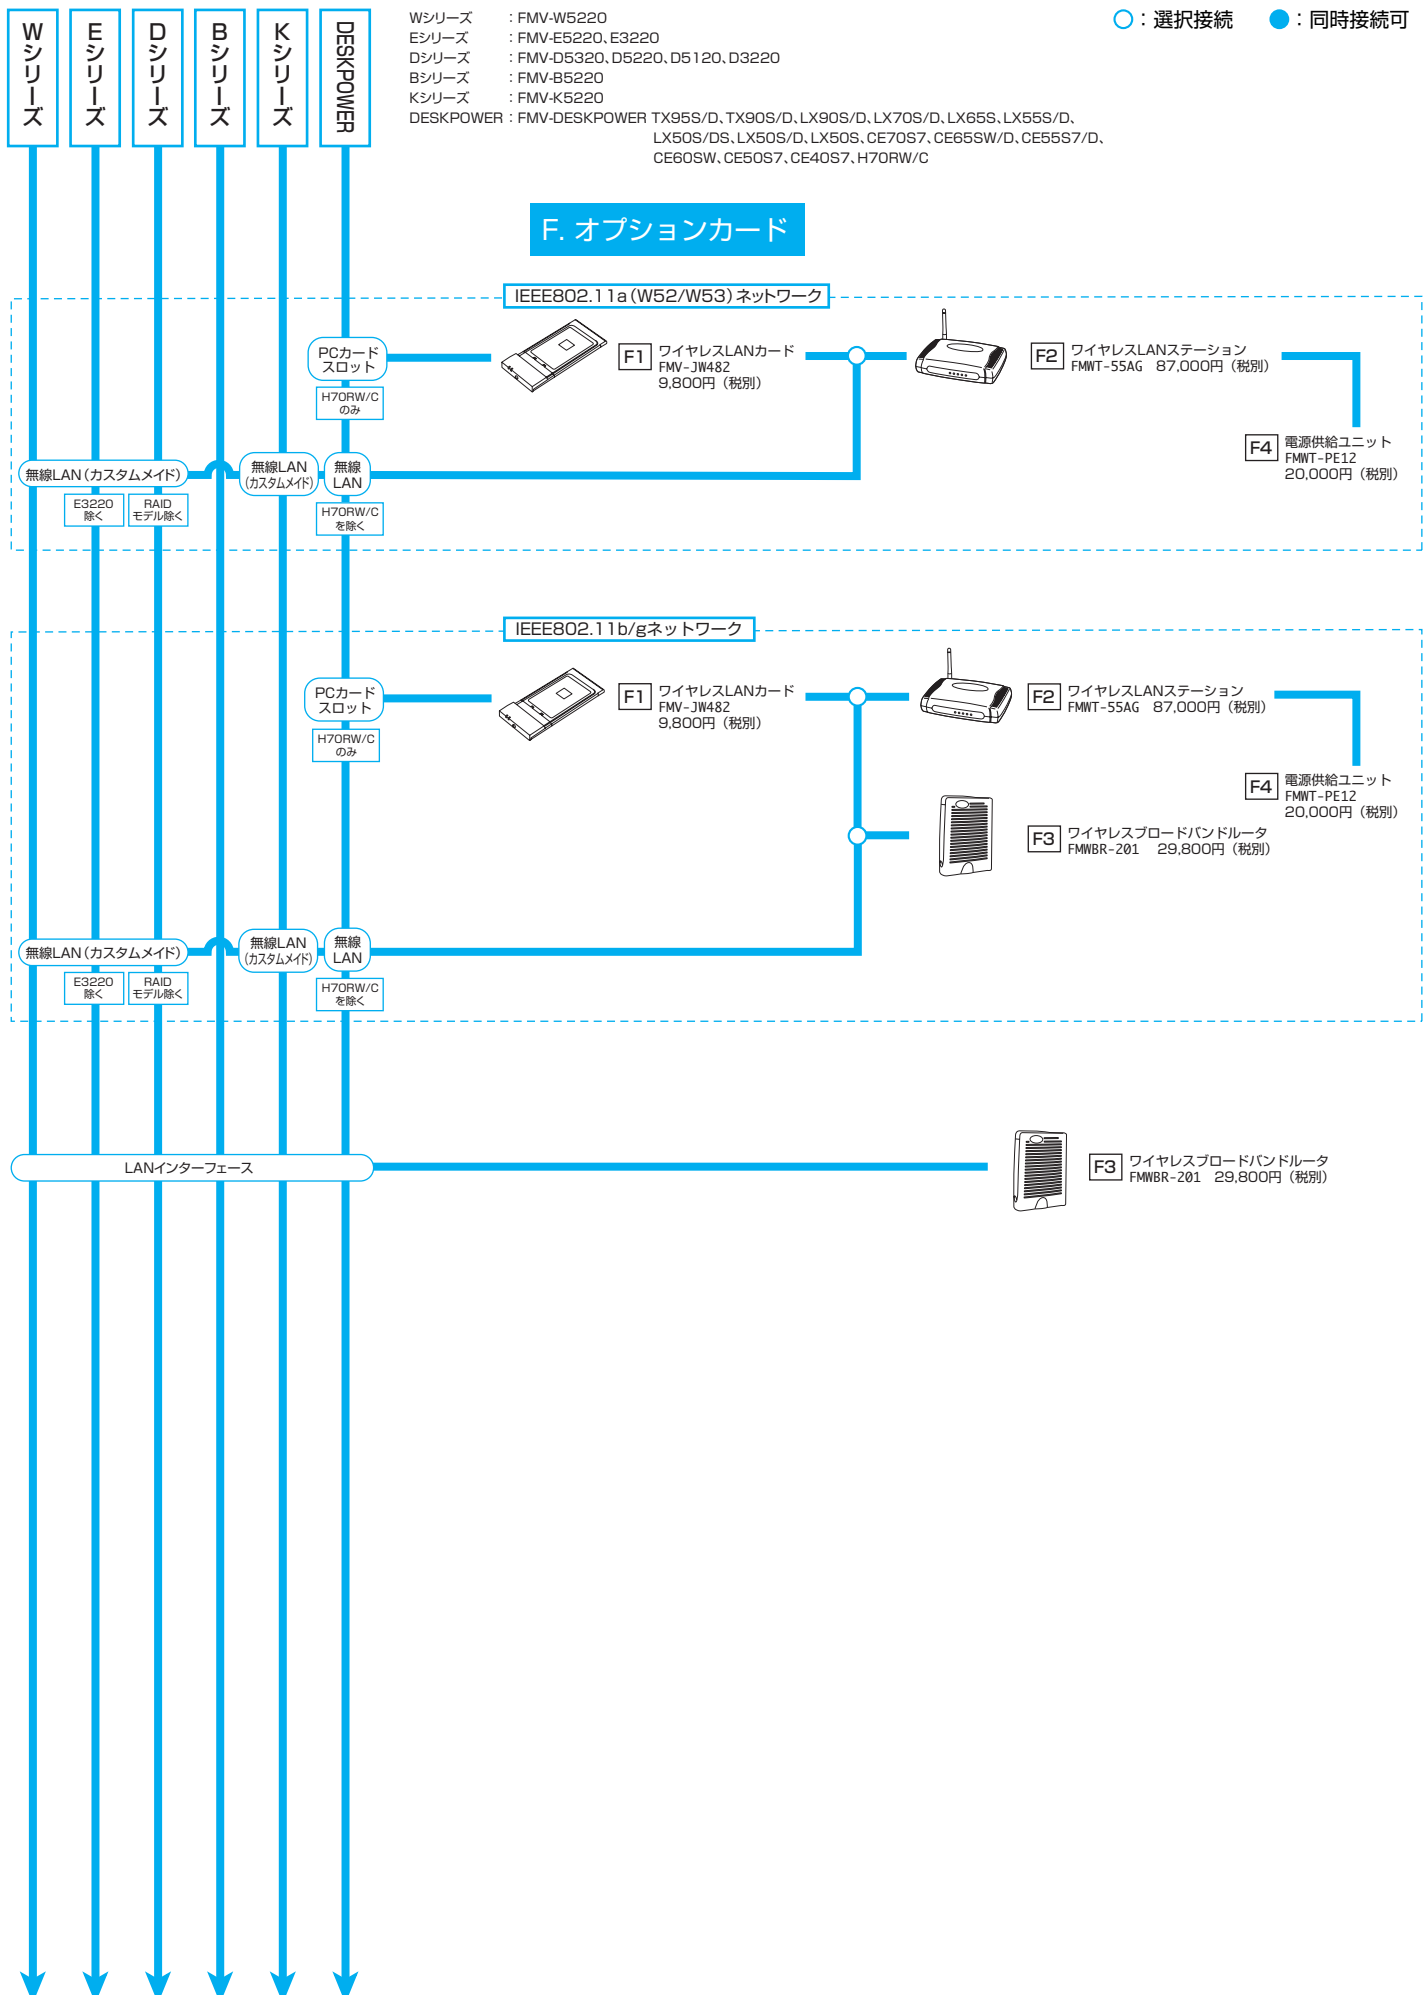 Wシリーズ
Eシリーズ
Dシリーズ
Bシリーズ
Kシリーズ
DESKPOWER
Wシリーズ ：FMV-W5220
Eシリーズ ：FMV-E5220、E3220
Dシリーズ ：FMV-D5320、D5220、D5120、D3220
Bシリーズ ：FMV-B5220
Kシリーズ ：FMV-K5220
DESKPOWER：FMV-DESKPOWER TX95S/D、TX90S/D、LX90S/D、LX70S/D、LX65S、LX55S/D、
LX50S/DS、LX50S/D、LX50S、CE70S7、CE65SW/D、CE55S7/D、
CE60SW、CE50S7、CE40S7、H70RW/C
○：選択接続 ●：同時接続可
F. オプションカード
IEEE802.11a（W52/W53）ネットワーク
PCカード
スロット
H70RW/C
のみ
F1 ワイヤレスLANカード
FMV-JW482
9,800円（税別）
F2 ワイヤレスLANステーション
FMWT-55AG 87,000円（税別）
F4 電源供給ユニット
FMWT-PE12
20,000円（税別）
無線LAN（カスタムメイド）
E3220
除く
RAID
モデル除く
無線LAN
（カスタムメイド）
無線
LAN
H70RW/C
を除く
IEEE802.11b/gネットワーク
PCカード
スロット
H70RW/C
のみ
F1 ワイヤレスLANカード
FMV-JW482
9,800円（税別）
F2 ワイヤレスLANステーション
FMWT-55AG 87,000円（税別）
F4 電源供給ユニット
FMWT-PE12
20,000円（税別）
F3 ワイヤレスブロードバンドルータ
FMWBR-201 29,800円（税別）
無線LAN（カスタムメイド）
E3220
除く
RAID
モデル除く
無線LAN
（カスタムメイド）
無線
LAN
H70RW/C
を除く
LANインターフェース
F3 ワイヤレスブロードバンドルータ
FMWBR-201 29,800円（税別）